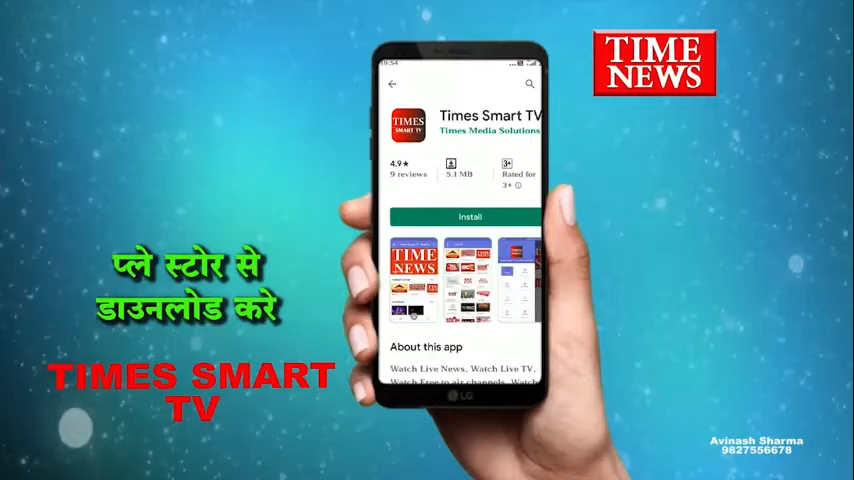 TIME
NEWS
19:54
Times Smart TV
Times Media Solutions
4.9★
9 reviews
5.1 MB
3+
Rated for
3+
Install
TIMES
SMART TV
TIME
NEWS
About this app
Watch Live News, Watch Live TV,
Watch Free to air channels, Watch
LG
प्ले स्टोर से
डाउनलोड करे
TIMES SMART
TV
Avinash Sharma
9827556678